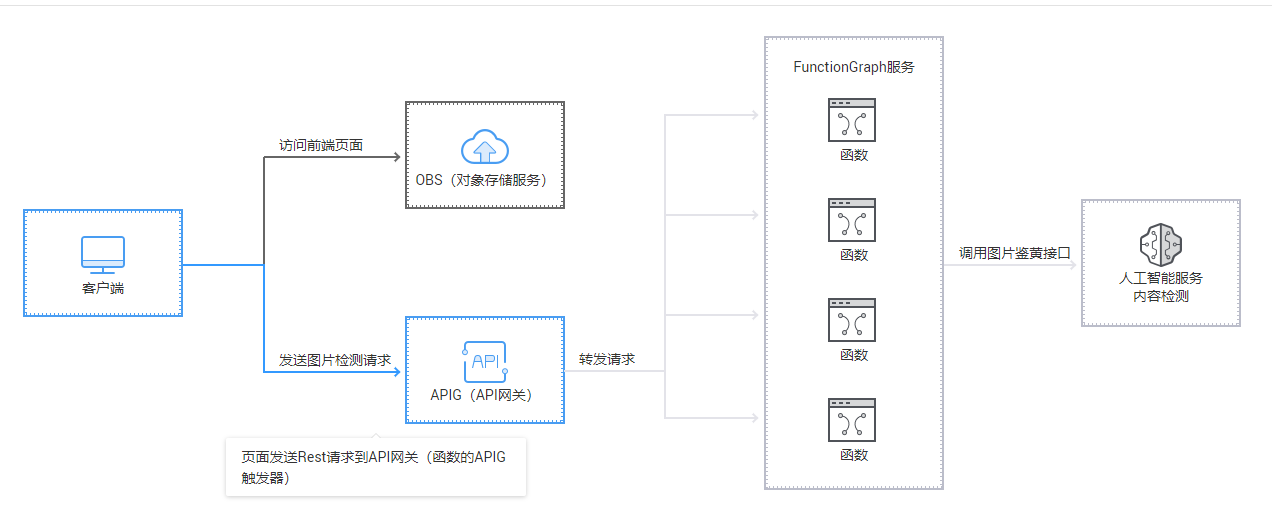 FunctionGraph服务
函数
函数
函数
函数
访问前端页面
OBS（对象存储服务）
客户端
发送图片检测请求
API
APIG（API网关）
页面发送Rest请求到API网关（函数的APIG
触发器）
转发请求
调用图片鉴黄接口
人工智能服务
内容检测